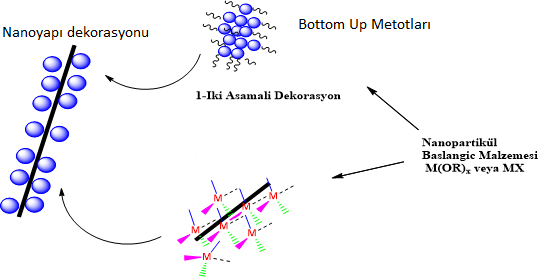 Nanoyapı dekorasyonu
Bottom Up Metotları
1-Iki Asamali Dekorasyon
Nanopartikül
Baslangic Malzemesi
M(OR)x veya MX
M
M
M
M
M
M